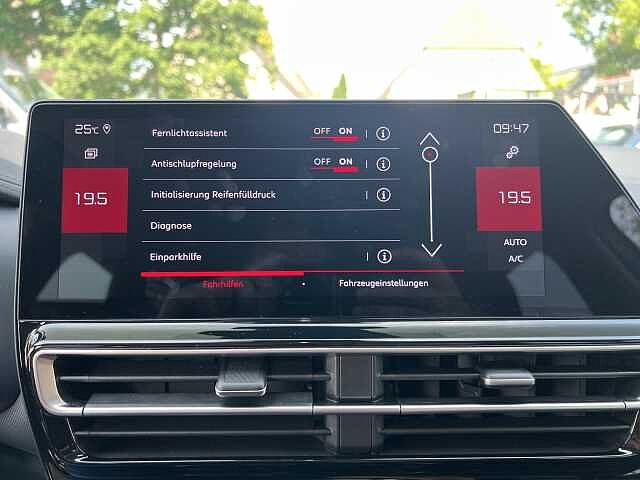 25°C
09:47
Fernlichtassistent OFF ON
Antischlupfregelung OFF ON
Initialisierung Reifenfülldruck
Diagnose
Einparkhilfe
19.5
19.5
AUTO
A/C
Fahrhilfen
Fahrzeugeinstellungen